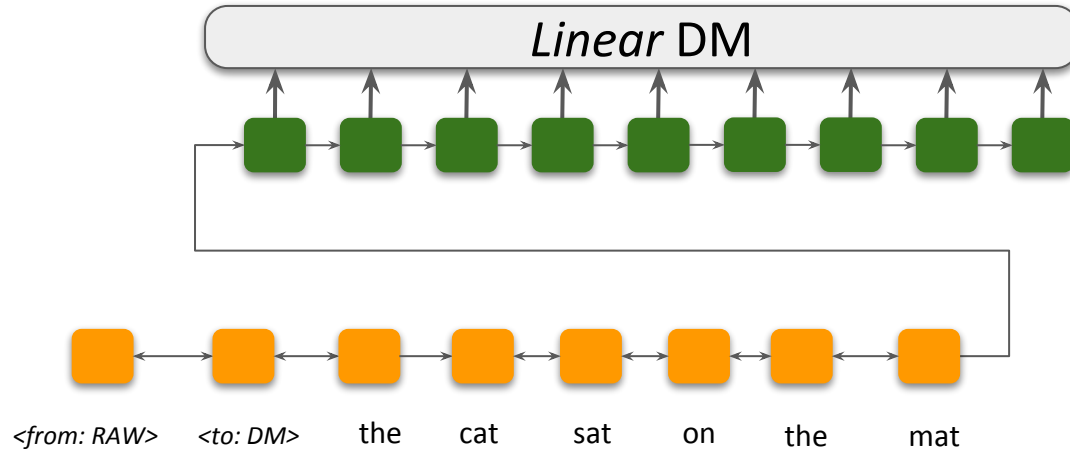 Linear DM
<from: RAW> <to: DM> the cat sat on the mat